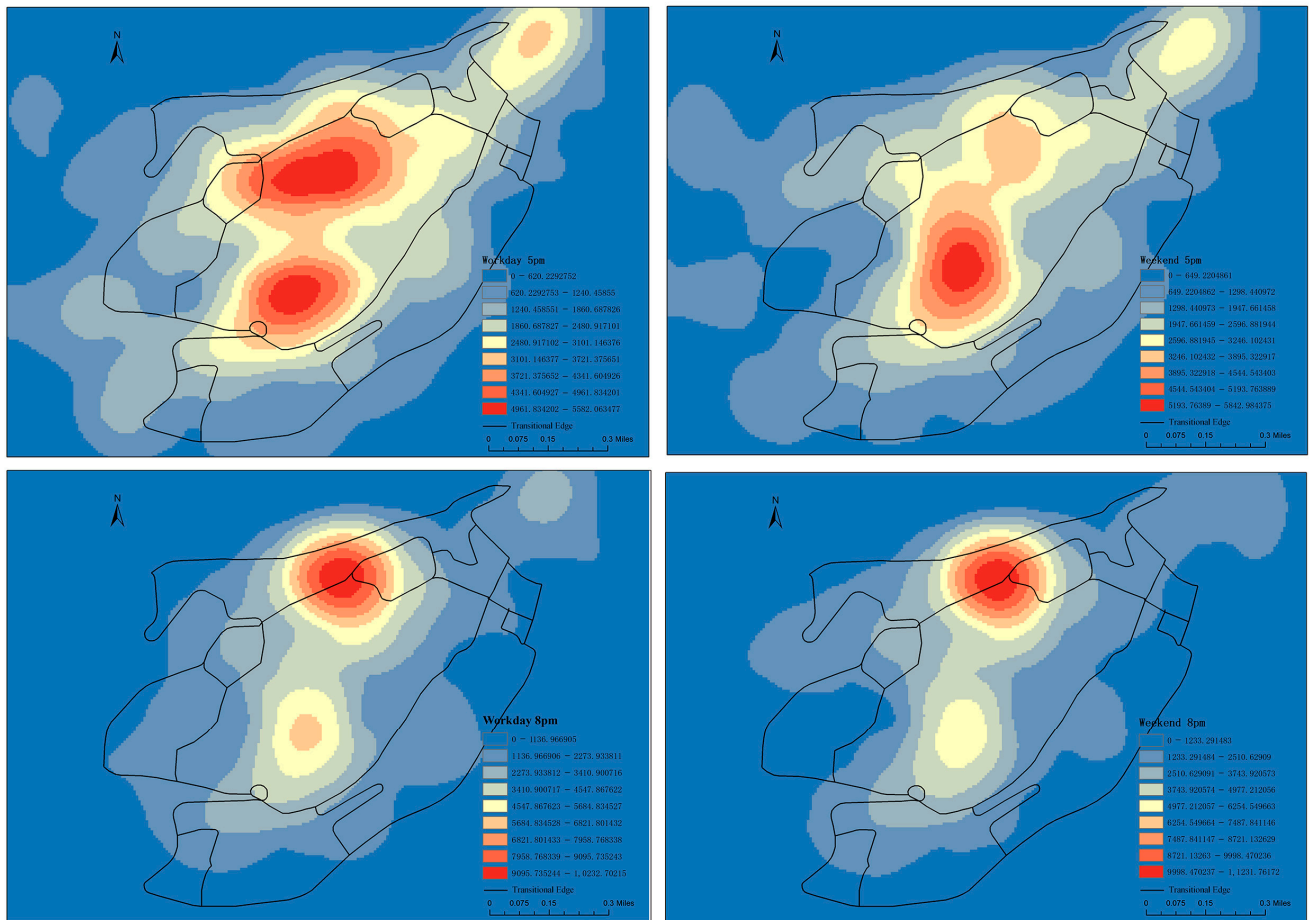 N
Workday 5pm
0 - 620.2292752
620.2292753 - 1240.45855
1240.458551 - 1860.687826
1860.687827 - 2480.917101
2480.917102 - 3101.146376
3101.146377 - 3721.375651
3721.375652 - 4341.604926
4341.604927 - 4961.834201
4961.834202 - 5582.063477
Transitional Edge
0 0.075 0.15 0.3 Miles
N
Weekend 5pm
0 - 649.2204861
649.2204862 - 1298.440972
1298.440973 - 1947.661458
1947.661459 - 2596.881944
2596.881945 - 3246.102431
3246.102432 - 3895.322917
3895.322918 - 4544.543403
4544.543404 - 5193.763889
5193.76389 - 5842.984375
Transitional Edge
0 0.075 0.15 0.3 Miles
N
Workday 8pm
0 - 1136.966905
1136.966906 - 2273.933811
2273.933812 - 3410.900716
3410.900717 - 4547.867622
4547.867623 - 5684.834527
5684.834528 - 6821.801432
6821.801433 - 7958.768338
7958.768339 - 9095.735243
9095.735244 - 1,0232.70215
Transitional Edge
0 0.075 0.15 0.3 Miles
N
Weekend 8pm
0 - 1233.291483
1233.291484 - 2510.62909
2510.629091 - 3743.920573
3743.920574 - 4977.212056
4977.212057 - 6254.549663
6254.549664 - 7487.841146
7487.841147 - 8721.132629
8721.13263 - 9998.470236
9998.470237 - 1,1231.76172
Transitional Edge
0 0.075 0.15 0.3 Miles